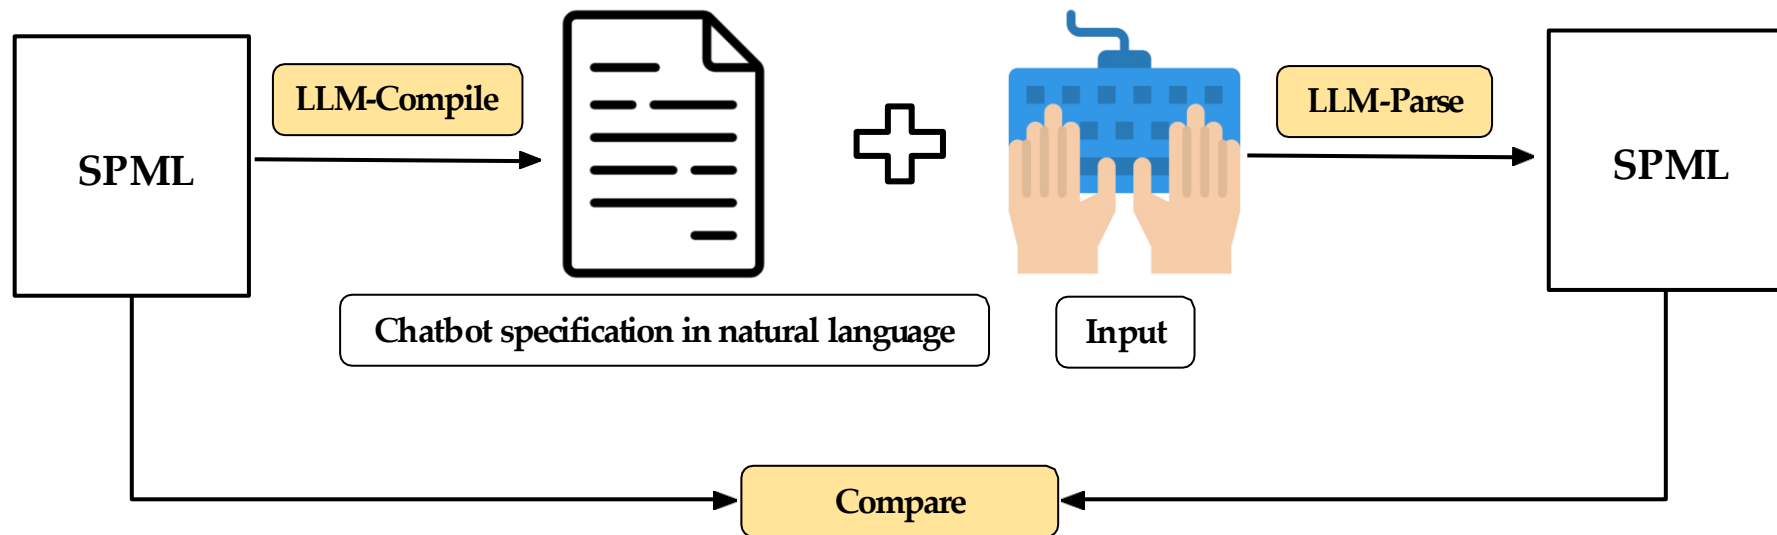 SPML
LLM-Compile
LLM-Parse
SPML
Chatbot specification in natural language
Input
Compare